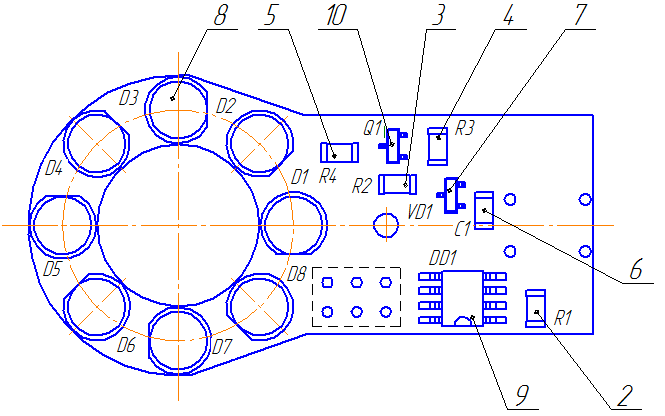 8 5 10 3 4 7
D3 D2 Q1 R3
D4 D1 R4 R2
VD1 C1
D5 D8 DD1 6
D6 D7 R1
9 2